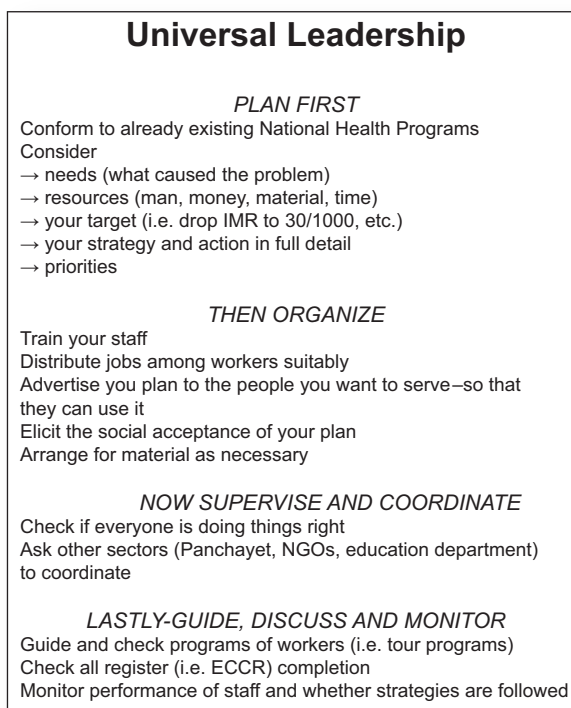 Universal Leadership
PLAN FIRST
Conform to already existing National Health Programs
Consider
→ needs (what caused the problem)
→ resources (man, money, material, time)
→ your target (i.e. drop IMR to 30/1000, etc.)
→ your strategy and action in full detail
→ priorities
THEN ORGANIZE
Train your staff
Distribute jobs among workers suitably
Advertise you plan to the people you want to serve–so that
they can use it
Elicit the social acceptance of your plan
Arrange for material as necessary
NOW SUPERVISE AND COORDINATE
Check if everyone is doing things right
Ask other sectors (Panchayet, NGOs, education department)
to coordinate
LASTLY-GUIDE, DISCUSS AND MONITOR
Guide and check programs of workers (i.e. tour programs)
Check all register (i.e. ECCR) completion
Monitor performance of staff and whether strategies are followed